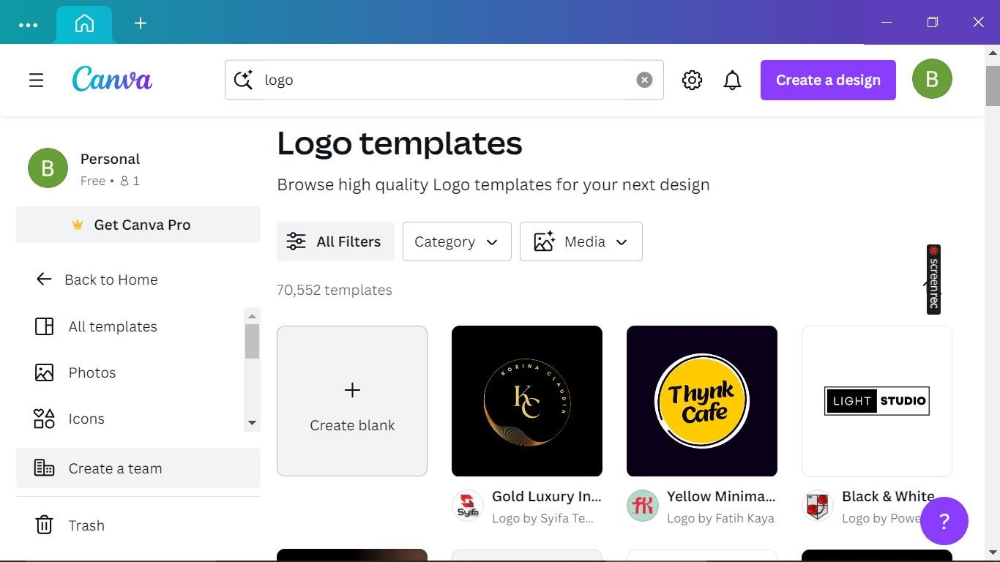 Canva
logo
Create a design
B
B
Personal
Free • 1
Get Canva Pro
Back to Home
All templates
Photos
Icons
Create a team
Trash
Logo templates
Browse high quality Logo templates for your next design
All Filters
Category
Media
70,552 templates
screenrec
Create blank
KORINA CLAUDIA
KC
Thynk
Cafe
LIGHT STUDIO
Syifa
Gold Luxury In...
Logo by Syifa Te...
fK
Yellow Minima...
Logo by Fatih Kaya
Black & White
Logo by Powe
?